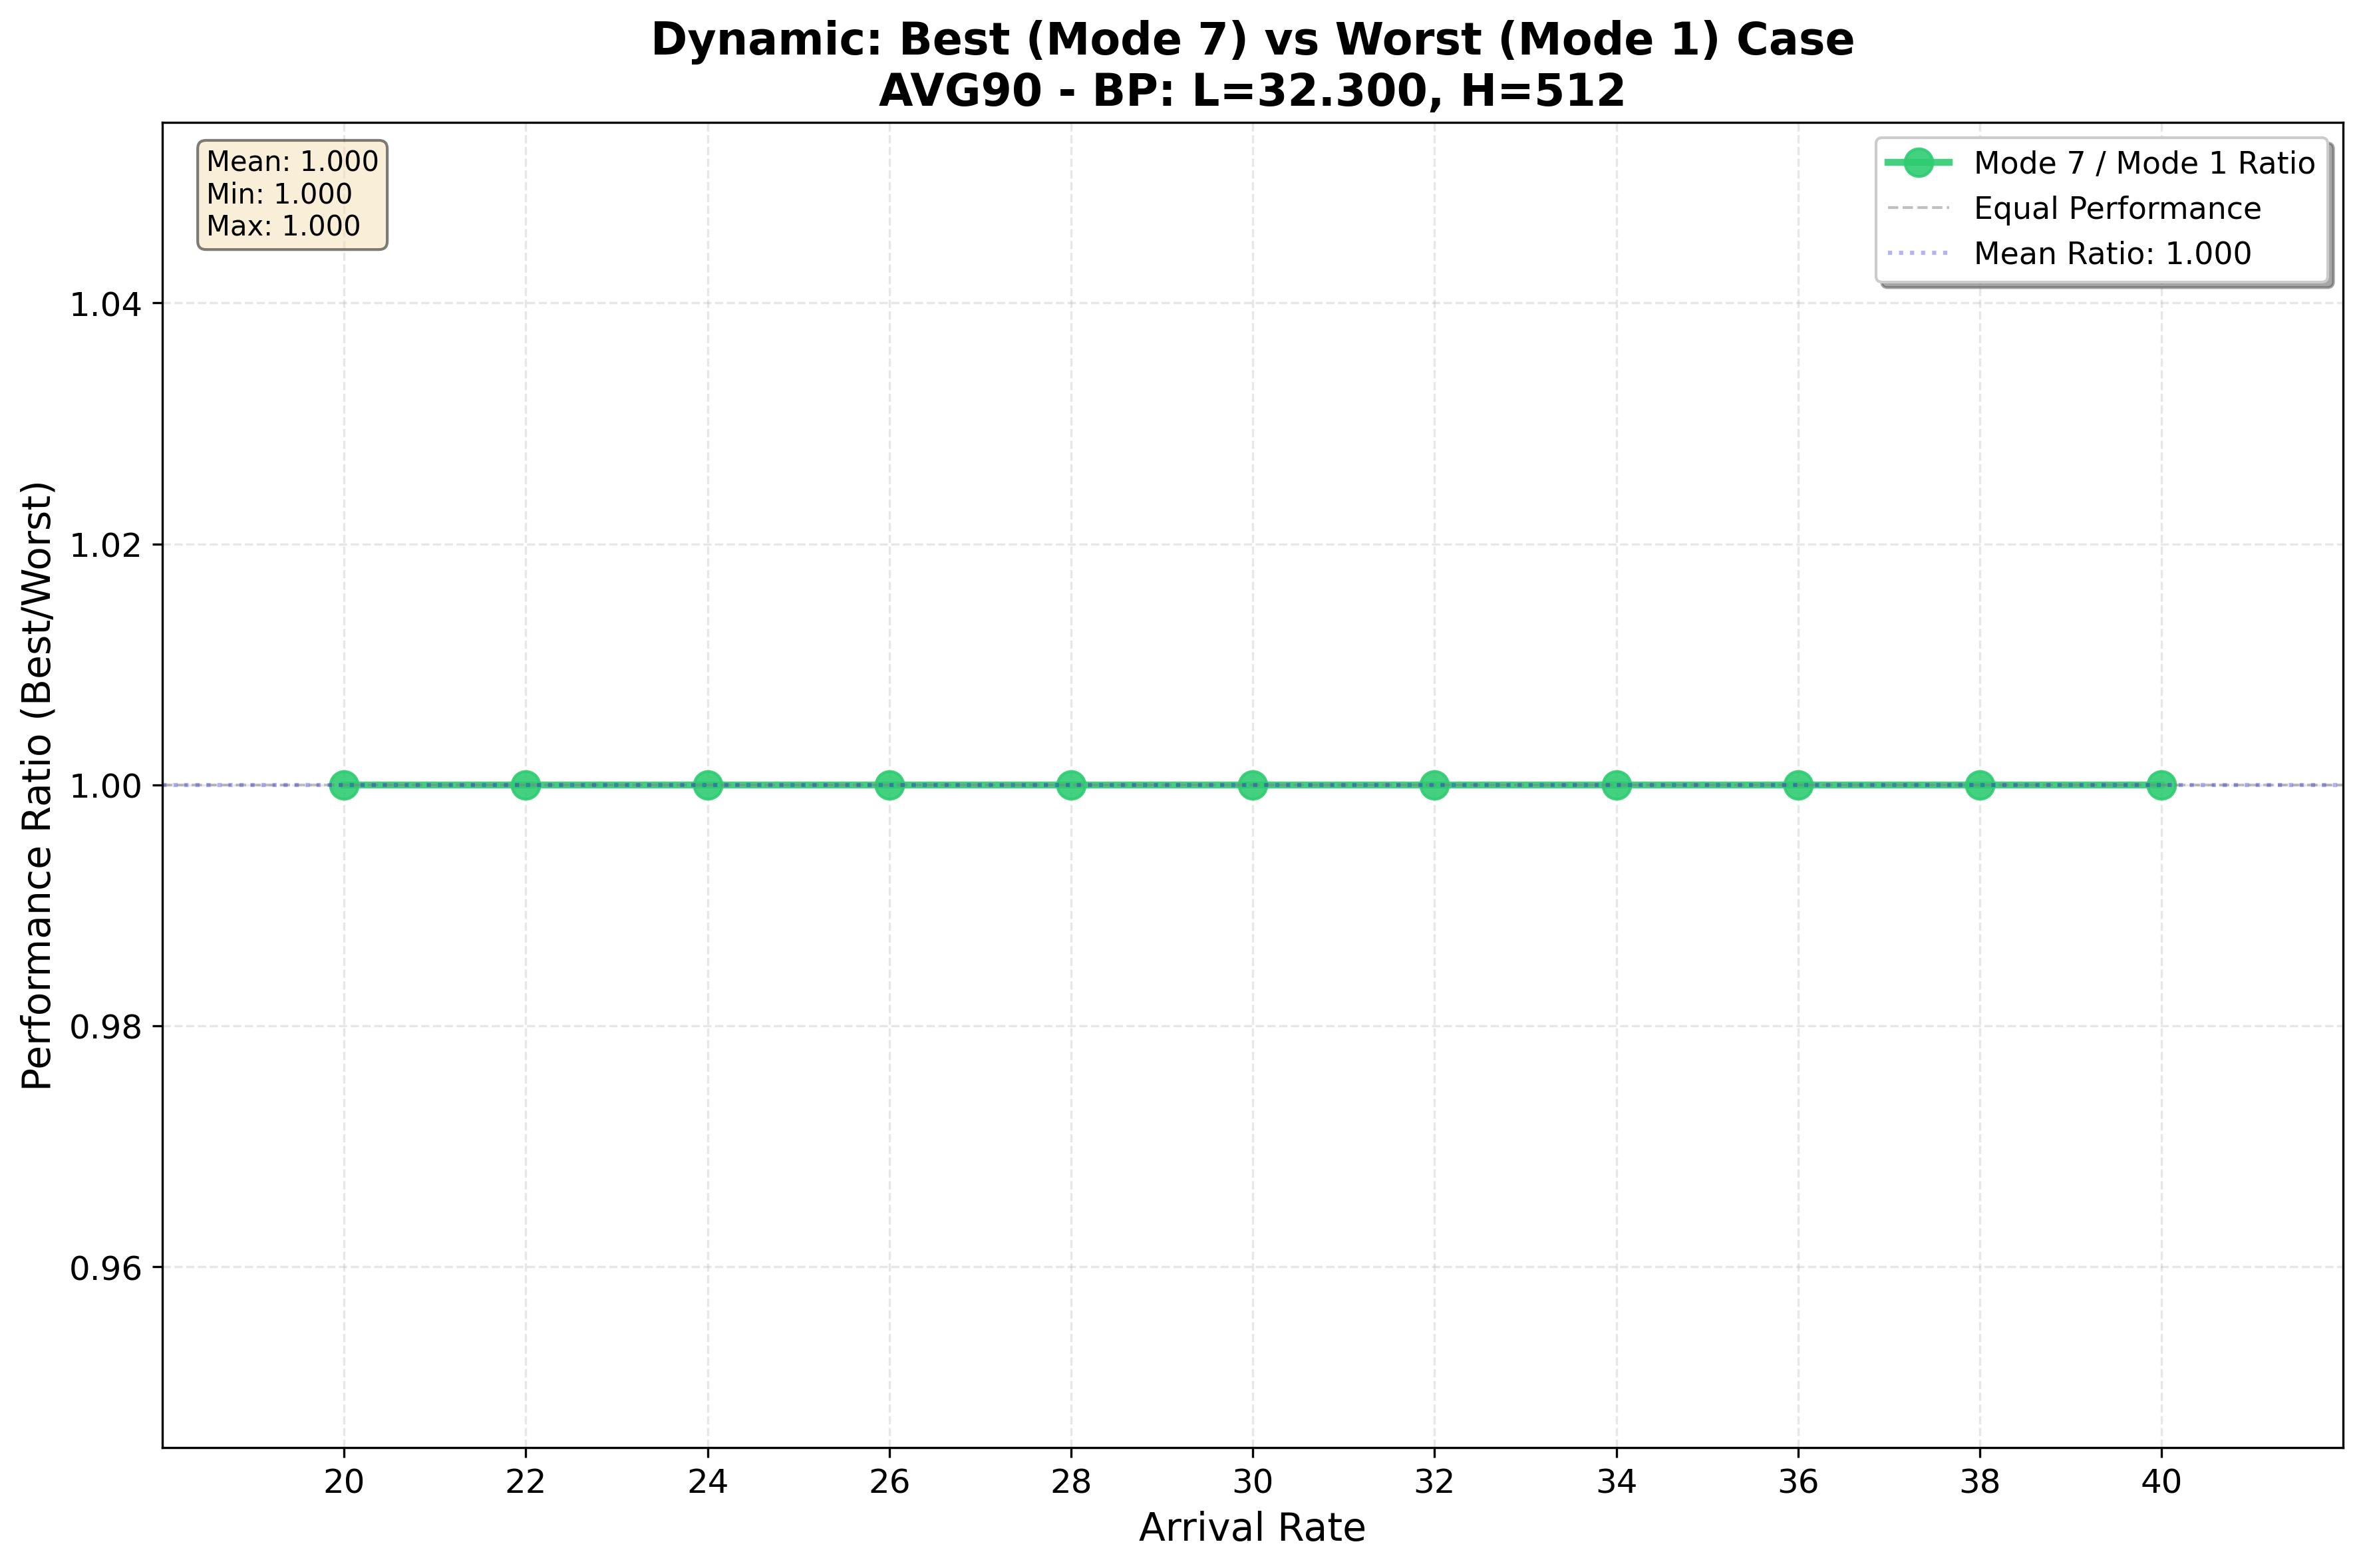 Dynamic: Best (Mode 7) vs Worst (Mode 1) Case
AVG90 - BP: L=32.300, H=512
Mean: 1.000
Min: 1.000
Max: 1.000
Mode 7 / Mode 1 Ratio
Equal Performance
Mean Ratio: 1.000
Performance Ratio (Best/Worst)
1.04
1.02
1.00
0.98
0.96
20 22 24 26 28 30 32 34 36 38 40
Arrival Rate